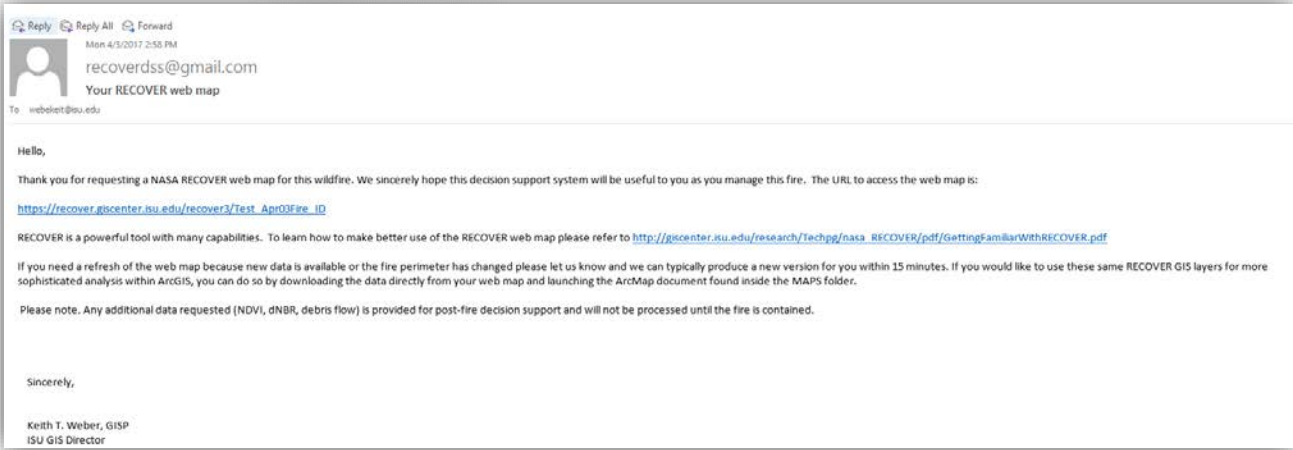 Reply Reply All Forward
Mon 4/3/2017 2:58 PM
recoverdss@gmail.com
Your RECOVER web map
To webekeit@isu.edu
Hello,
Thank you for requesting a NASA RECOVER web map for this wildfire. We sincerely hope this decision support system will be useful to you as you manage this fire. The URL to access the web map is:
https://recover.giscenter.isu.edu/recover3/Test_Apr03Fire_ID
RECOVER is a powerful tool with many capabilities. To learn how to make better use of the RECOVER web map please refer to http://giscenter.isu.edu/research/Techpg/nasa_RECOVER/pdf/GettingFamiliarWithRECOVER.pdf
If you need a refresh of the web map because new data is available or the fire perimeter has changed please let us know and we can typically produce a new version for you within 15 minutes. If you would like to use these same RECOVER GIS layers for more
sophisticated analysis within ArcGIS, you can do so by downloading the data directly from your web map and launching the ArcMap document found inside the MAPS folder.
Please note. Any additional data requested (NDVI, dNBR, debris flow) is provided for post-fire decision support and will not be processed until the fire is contained.
Sincerely,
Keith T. Weber, GISP
ISU GIS Director